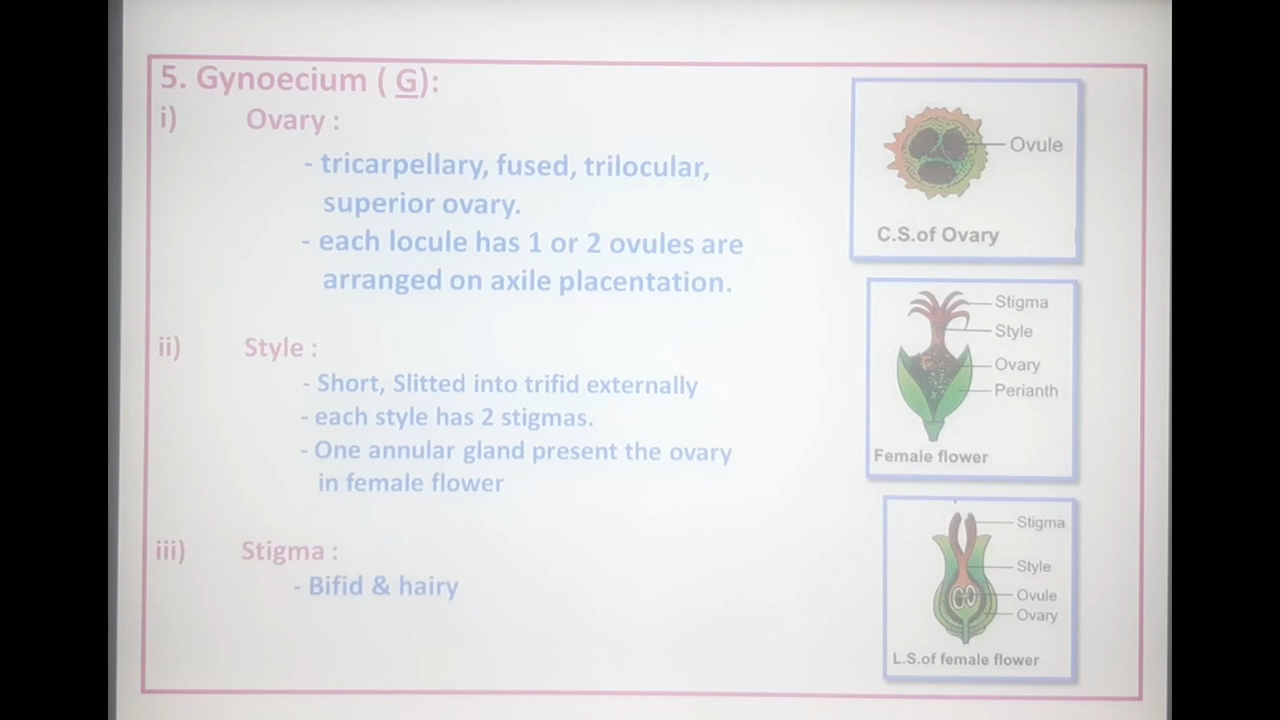 5. Gynoecium ( G):
i) Ovary :
- tricarpellary, fused, trilocular,
superior ovary.
- each locule has 1 or 2 ovules are
arranged on axile placentation.
ii) Style :
- Short, Slitted into trifid externally
- each style has 2 stigmas.
- One annular gland present the ovary
in female flower
iii) Stigma :
- Bifid & hairy
Ovule
C.S.of Ovary
Stigma
Style
Ovary
Perianth
Female flower
Stigma
Style
Ovule
Ovary
L.S.of female flower